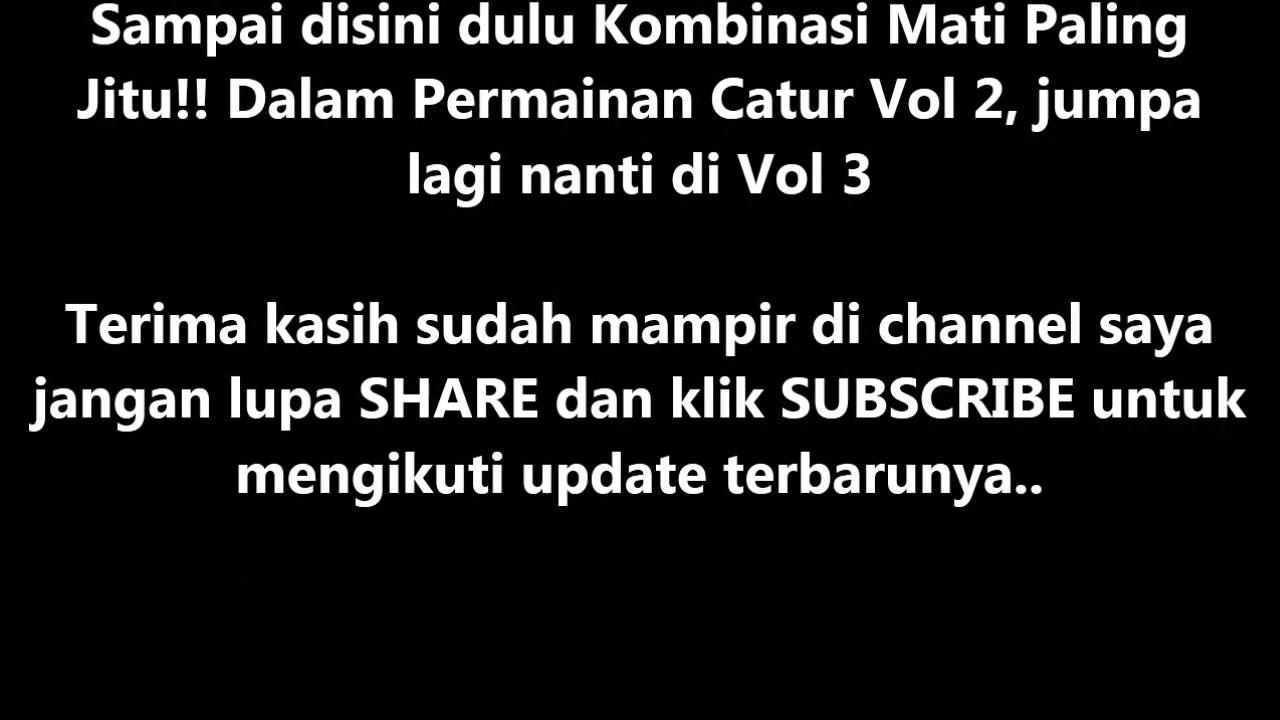 Sampai disini dulu Kombinasi Mati Paling
Jitu!! Dalam Permainan Catur Vol 2, jumpa
lagi nanti di Vol 3
Terima kasih sudah mampir di channel saya
jangan lupa SHARE dan klik SUBSCRIBE untuk
mengikuti update terbarunya..